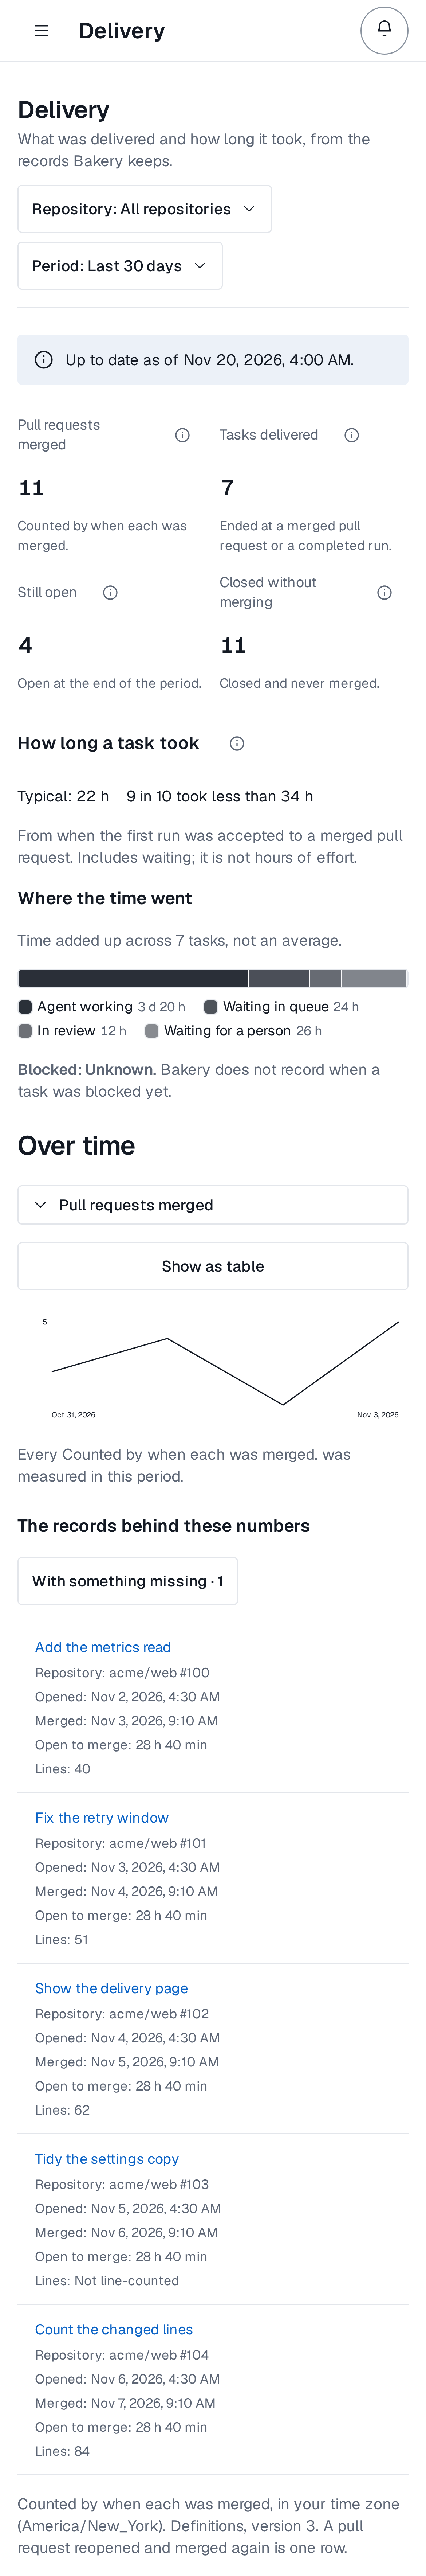 Delivery
Delivery
What was delivered and how long it took, from the
records Bakery keeps.
Repository: All repositories
Period: Last 30 days
Up to date as of Nov 20, 2026, 4:00 AM.
Pull requests
merged
11
Counted by when each was
merged.
Tasks delivered
7
Ended at a merged pull
request or a completed run.
Still open
4
Open at the end of the period.
Closed without
merging
11
Closed and never merged.
How long a task took
Typical: 22 h 9 in 10 took less than 34 h
From when the first run was accepted to a merged pull
request. Includes waiting; it is not hours of effort.
Where the time went
Time added up across 7 tasks, not an average.
Agent working 3 d 20 h Waiting in queue 24 h
In review 12 h Waiting for a person 26 h
Blocked: Unknown. Bakery does not record when a
task was blocked yet.
Over time
Pull requests merged
Show as table
5
Oct 31, 2026 Nov 3, 2026
Every Counted by when each was merged. was
measured in this period.
The records behind these numbers
With something missing · 1
Add the metrics read
Repository: acme/web #100
Opened: Nov 2, 2026, 4:30 AM
Merged: Nov 3, 2026, 9:10 AM
Open to merge: 28 h 40 min
Lines: 40
Fix the retry window
Repository: acme/web #101
Opened: Nov 3, 2026, 4:30 AM
Merged: Nov 4, 2026, 9:10 AM
Open to merge: 28 h 40 min
Lines: 51
Show the delivery page
Repository: acme/web #102
Opened: Nov 4, 2026, 4:30 AM
Merged: Nov 5, 2026, 9:10 AM
Open to merge: 28 h 40 min
Lines: 62
Tidy the settings copy
Repository: acme/web #103
Opened: Nov 5, 2026, 4:30 AM
Merged: Nov 6, 2026, 9:10 AM
Open to merge: 28 h 40 min
Lines: Not line-counted
Count the changed lines
Repository: acme/web #104
Opened: Nov 6, 2026, 4:30 AM
Merged: Nov 7, 2026, 9:10 AM
Open to merge: 28 h 40 min
Lines: 84
Counted by when each was merged, in your time zone
(America/New_York). Definitions, version 3. A pull
request reopened and merged again is one row.